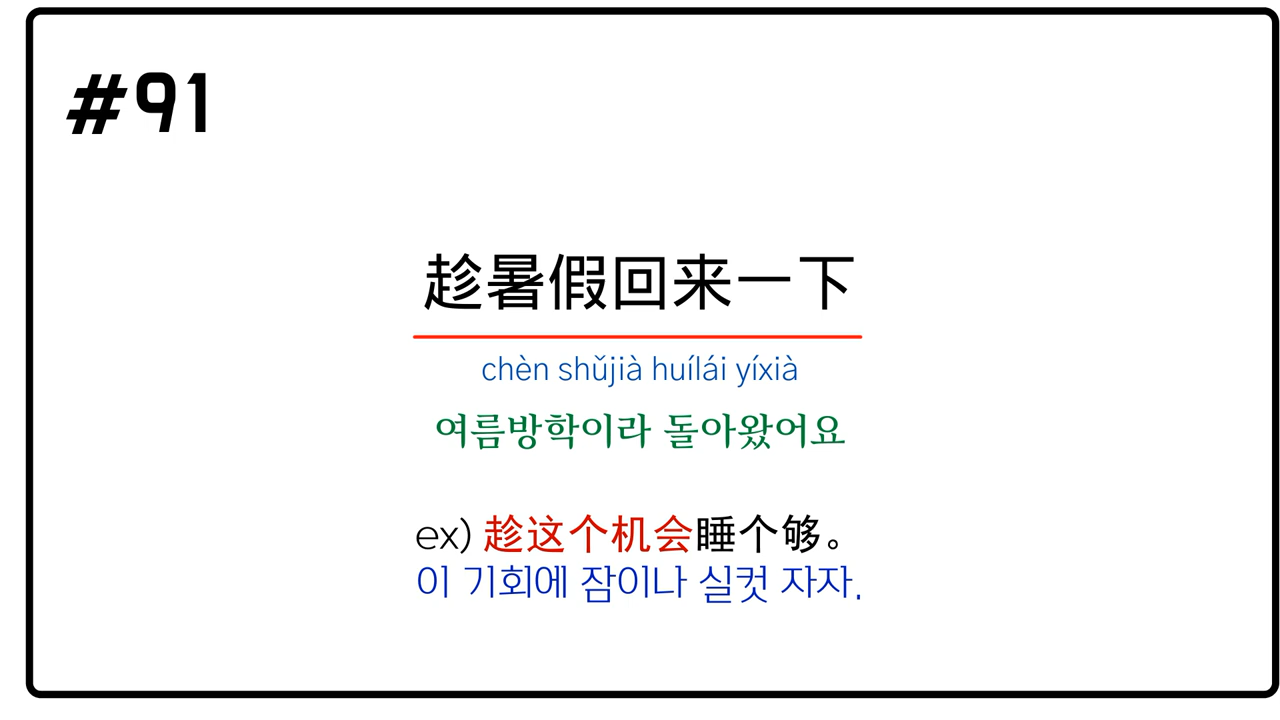 #91
趁暑假回来一下
chèn shǔjià huílái yíxià
여름방학이라 돌아왔어요
ex) 趁这个机会睡个够。
이 기회에 잠이나 실컷 자자.